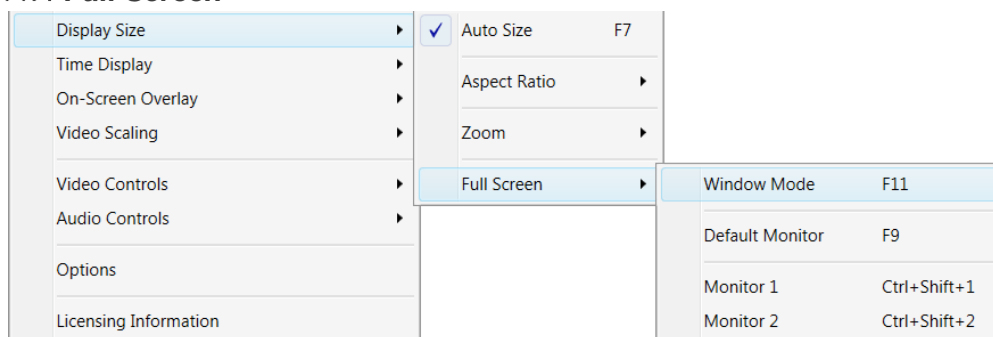 Full Screen
Display Size
Time Display
On-Screen Overlay
Video Scaling
Video Controls
Audio Controls
Options
Licensing Information
Auto Size F7
Aspect Ratio
Zoom
Full Screen
Window Mode F11
Default Monitor F9
Monitor 1 Ctrl+Shift+1
Monitor 2 Ctrl+Shift+2